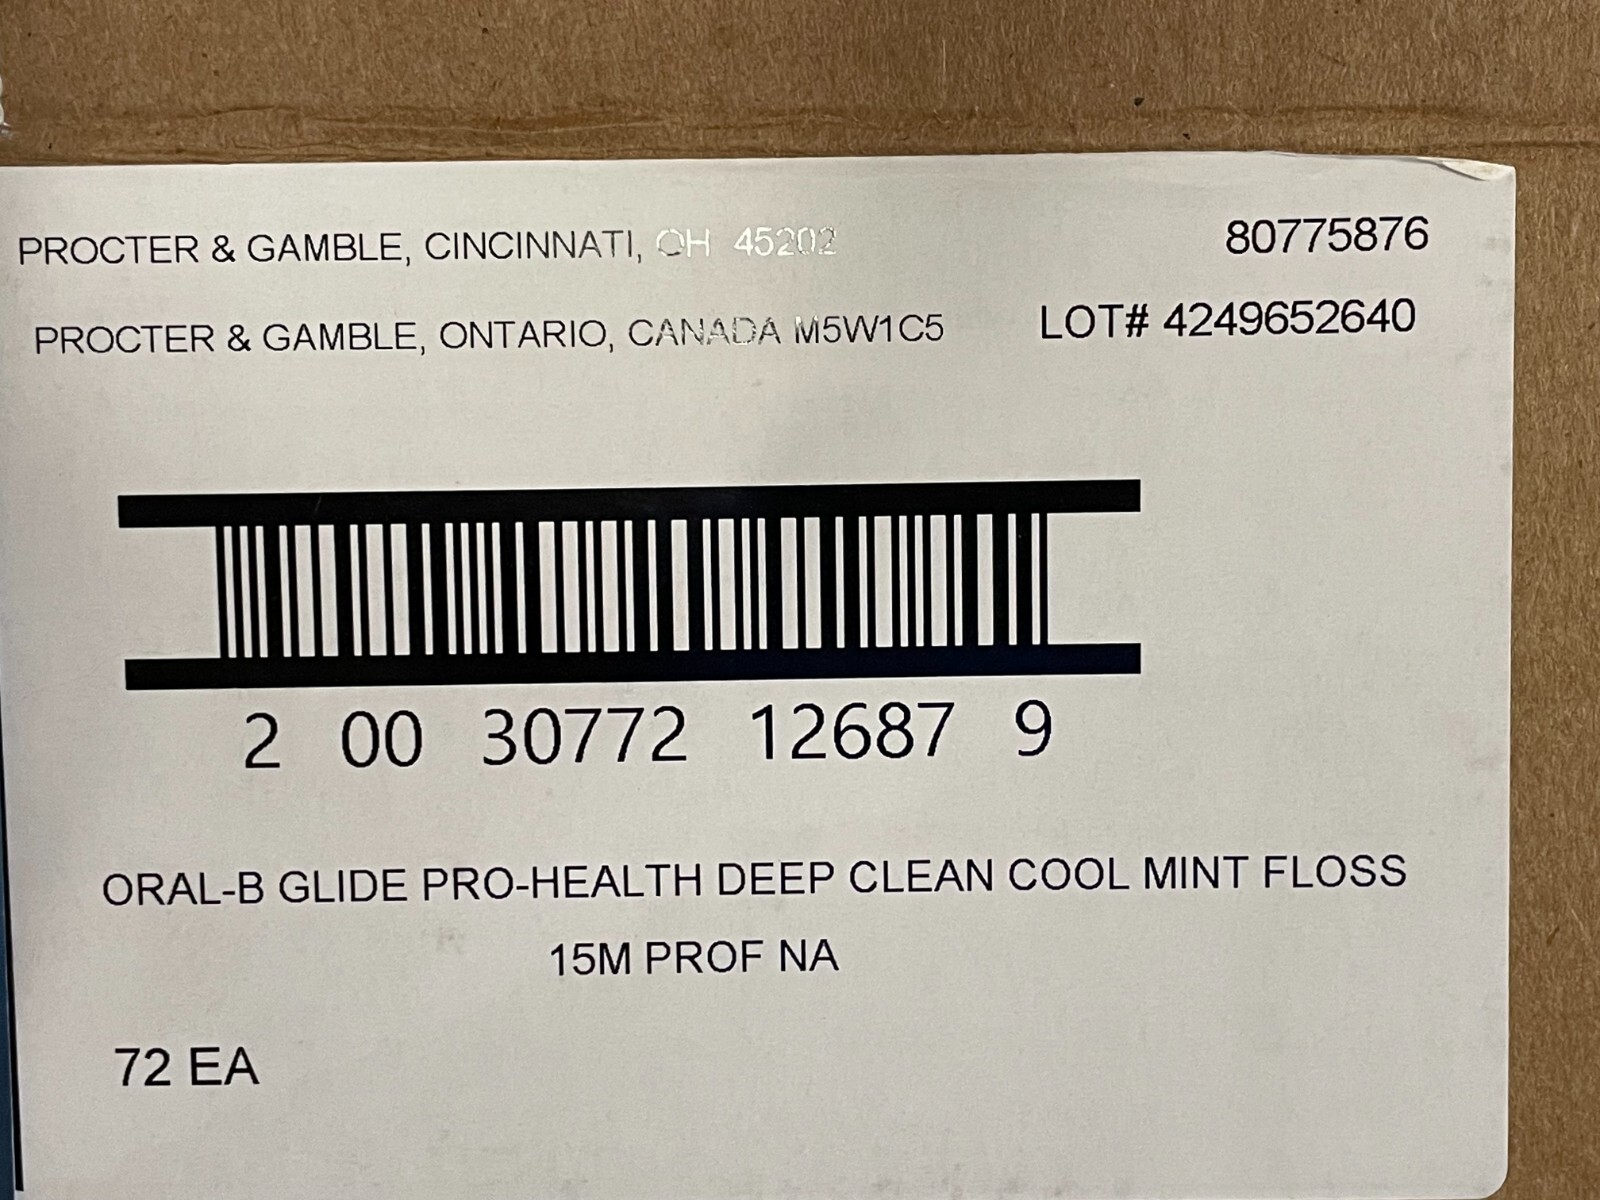 PROCTER & GAMBLE, CINCINNATI, OH 45202
80775876
PROCTER & GAMBLE, ONTARIO, CANADA M5W1C5
LOT# 4249652640
2 00 30772 12687 9
ORAL-B GLIDE PRO-HEALTH DEEP CLEAN COOL MINT FLOSS
15M PROF NA
72 EA